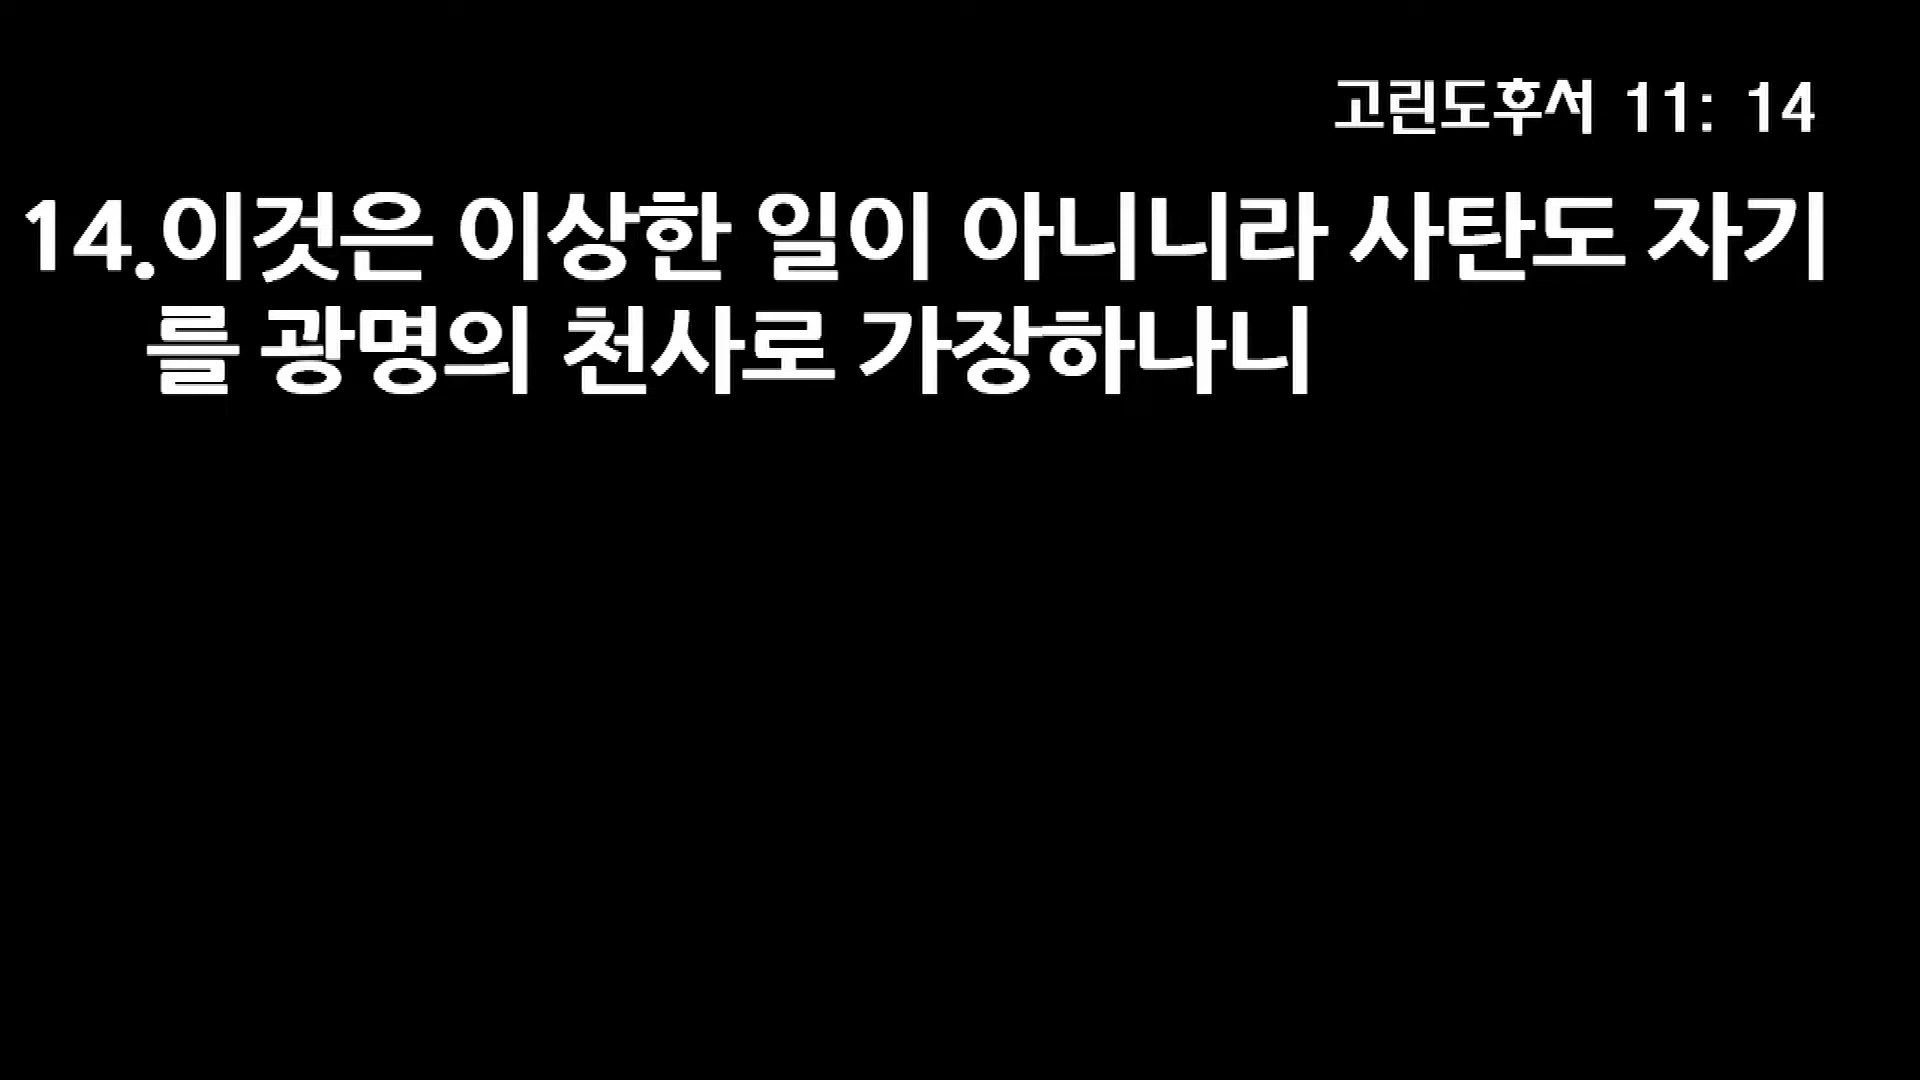 고린도후서 11: 14
14.이것은 이상한 일이 아니니라 사탄도 자기
를 광명의 천사로 가장하나니